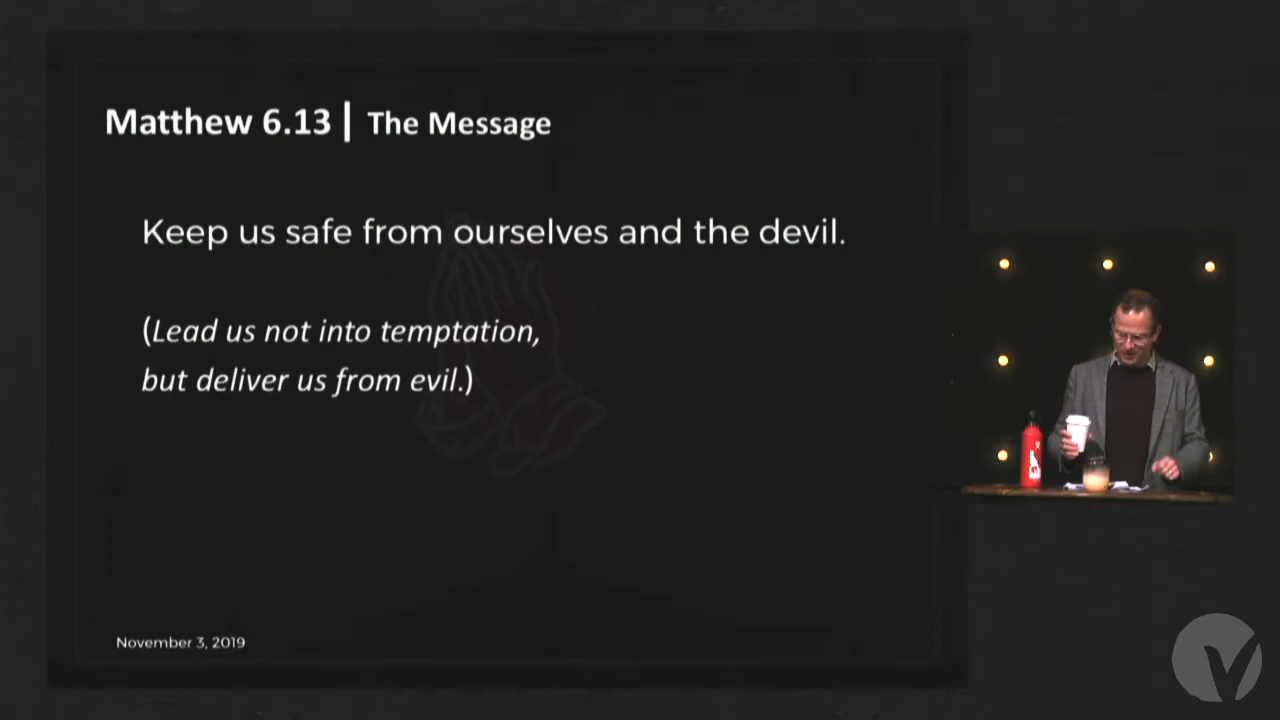 Matthew 6.13 | The Message
Keep us safe from ourselves and the devil.
(Lead us not into temptation,
but deliver us from evil.)
November 3, 2019